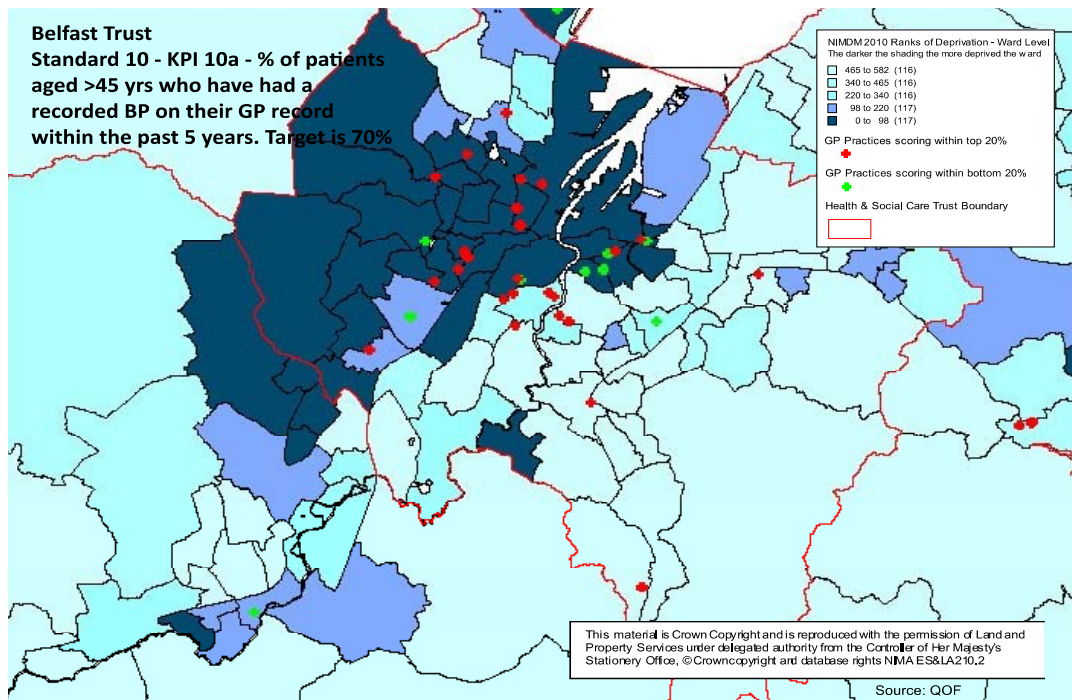 Belfast Trust
Standard 10 - KPI 10a - % of patients
aged >45 yrs who have had a
recorded BP on their GP record
within the past 5 years. Target is 70%
NIMDM 2010 Ranks of Deprivation - Ward Level
The darker the shading the more deprived the ward
465 to 582 (116)
340 to 465 (116)
220 to 340 (116)
98 to 220 (117)
0 to 98 (117)
GP Practices scoring within top 20%
GP Practices scoring within bottom 20%
Health & Social Care Trust Boundary
This material is Crown Copyright and is reproduced with the permission of Land and
Property Services under delegated authority from the Controller of Her Majesty's
Stationery Office, © Crown copyright and database rights NIMA ES&LA210.2
Source: QOF